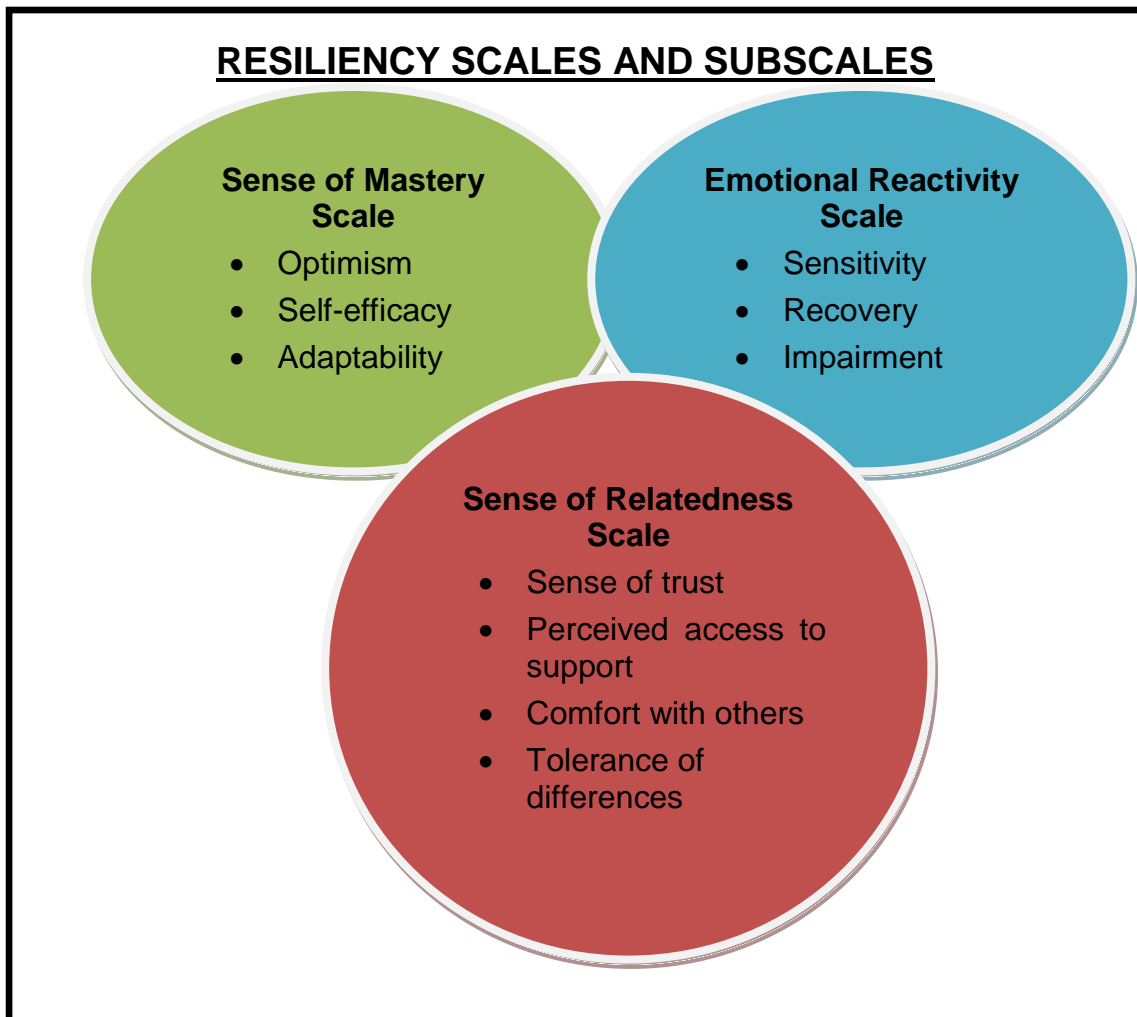 RESILIENCY SCALES AND SUBSCALES
Sense of Mastery
Scale
• Optimism
• Self-efficacy
• Adaptability
Emotional Reactivity
Scale
• Sensitivity
• Recovery
• Impairment
Sense of Relatedness
Scale
• Sense of trust
• Perceived access to
support
• Comfort with others
• Tolerance of
differences